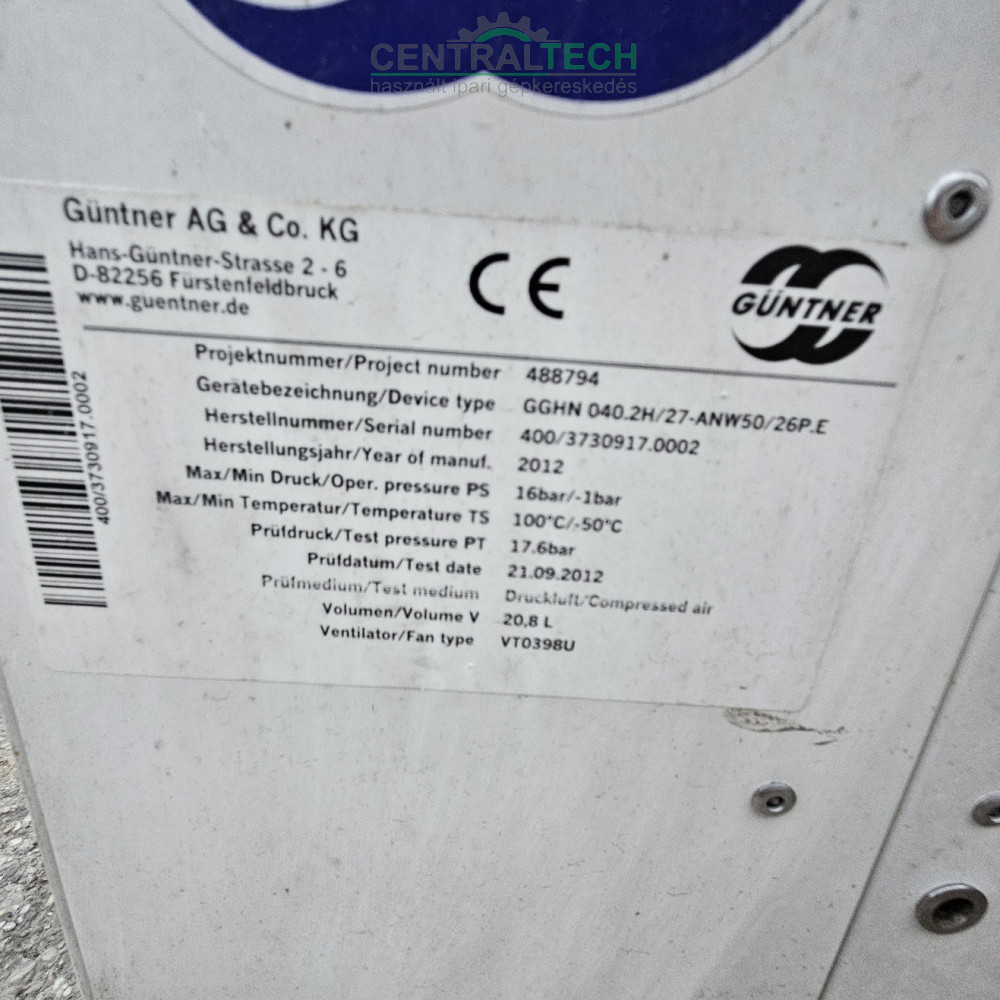 CENTRALTECH
használt ipari gépkereskedés
Güntner AG & Co. KG
Hans-Güntner-Strasse 2 - 6
D-82256 Fürstenfeldbruck
www.guentner.de
CE
GÜNTNER
Projektnummer/Project number 488794
Gerätebezeichnung/Device type GGHN 040.2H/27-ANW50/26P.E
Herstellnummer/Serial number 400/3730917.0002
Herstellungsjahr/Year of manuf. 2012
Max/Min Druck/Oper. pressure PS 16bar/-1bar
Max/Min Temperatur/Temperature TS 100°C/-50°C
Prüfdruck/Test pressure PT 17.6bar
Prüfdatum/Test date 21.09.2012
Prüfmedium/Test medium Druckluft/Compressed air
Volumen/Volume V 20,8 L
Ventilator/Fan type VT0398U
400/3730917.0002